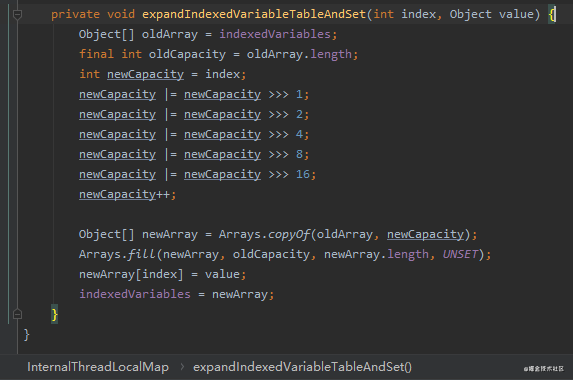 private void expandIndexedVariableTableAndSet(int index, Object value) {
Object[] oldArray = indexedVariables;
final int oldCapacity = oldArray.length;
int newCapacity = index;
newCapacity |= newCapacity >>> 1;
newCapacity |= newCapacity >>> 2;
newCapacity |= newCapacity >>> 4;
newCapacity |= newCapacity >>> 8;
newCapacity |= newCapacity >>> 16;
newCapacity++;
Object[] newArray = Arrays.copyOf(oldArray, newCapacity);
Arrays.fill(newArray, oldCapacity, newArray.length, UNSET);
newArray[index] = value;
indexedVariables = newArray;
}
}
InternalThreadLocalMap › expandIndexedVariableTableAndSet()
@掘金技术社区